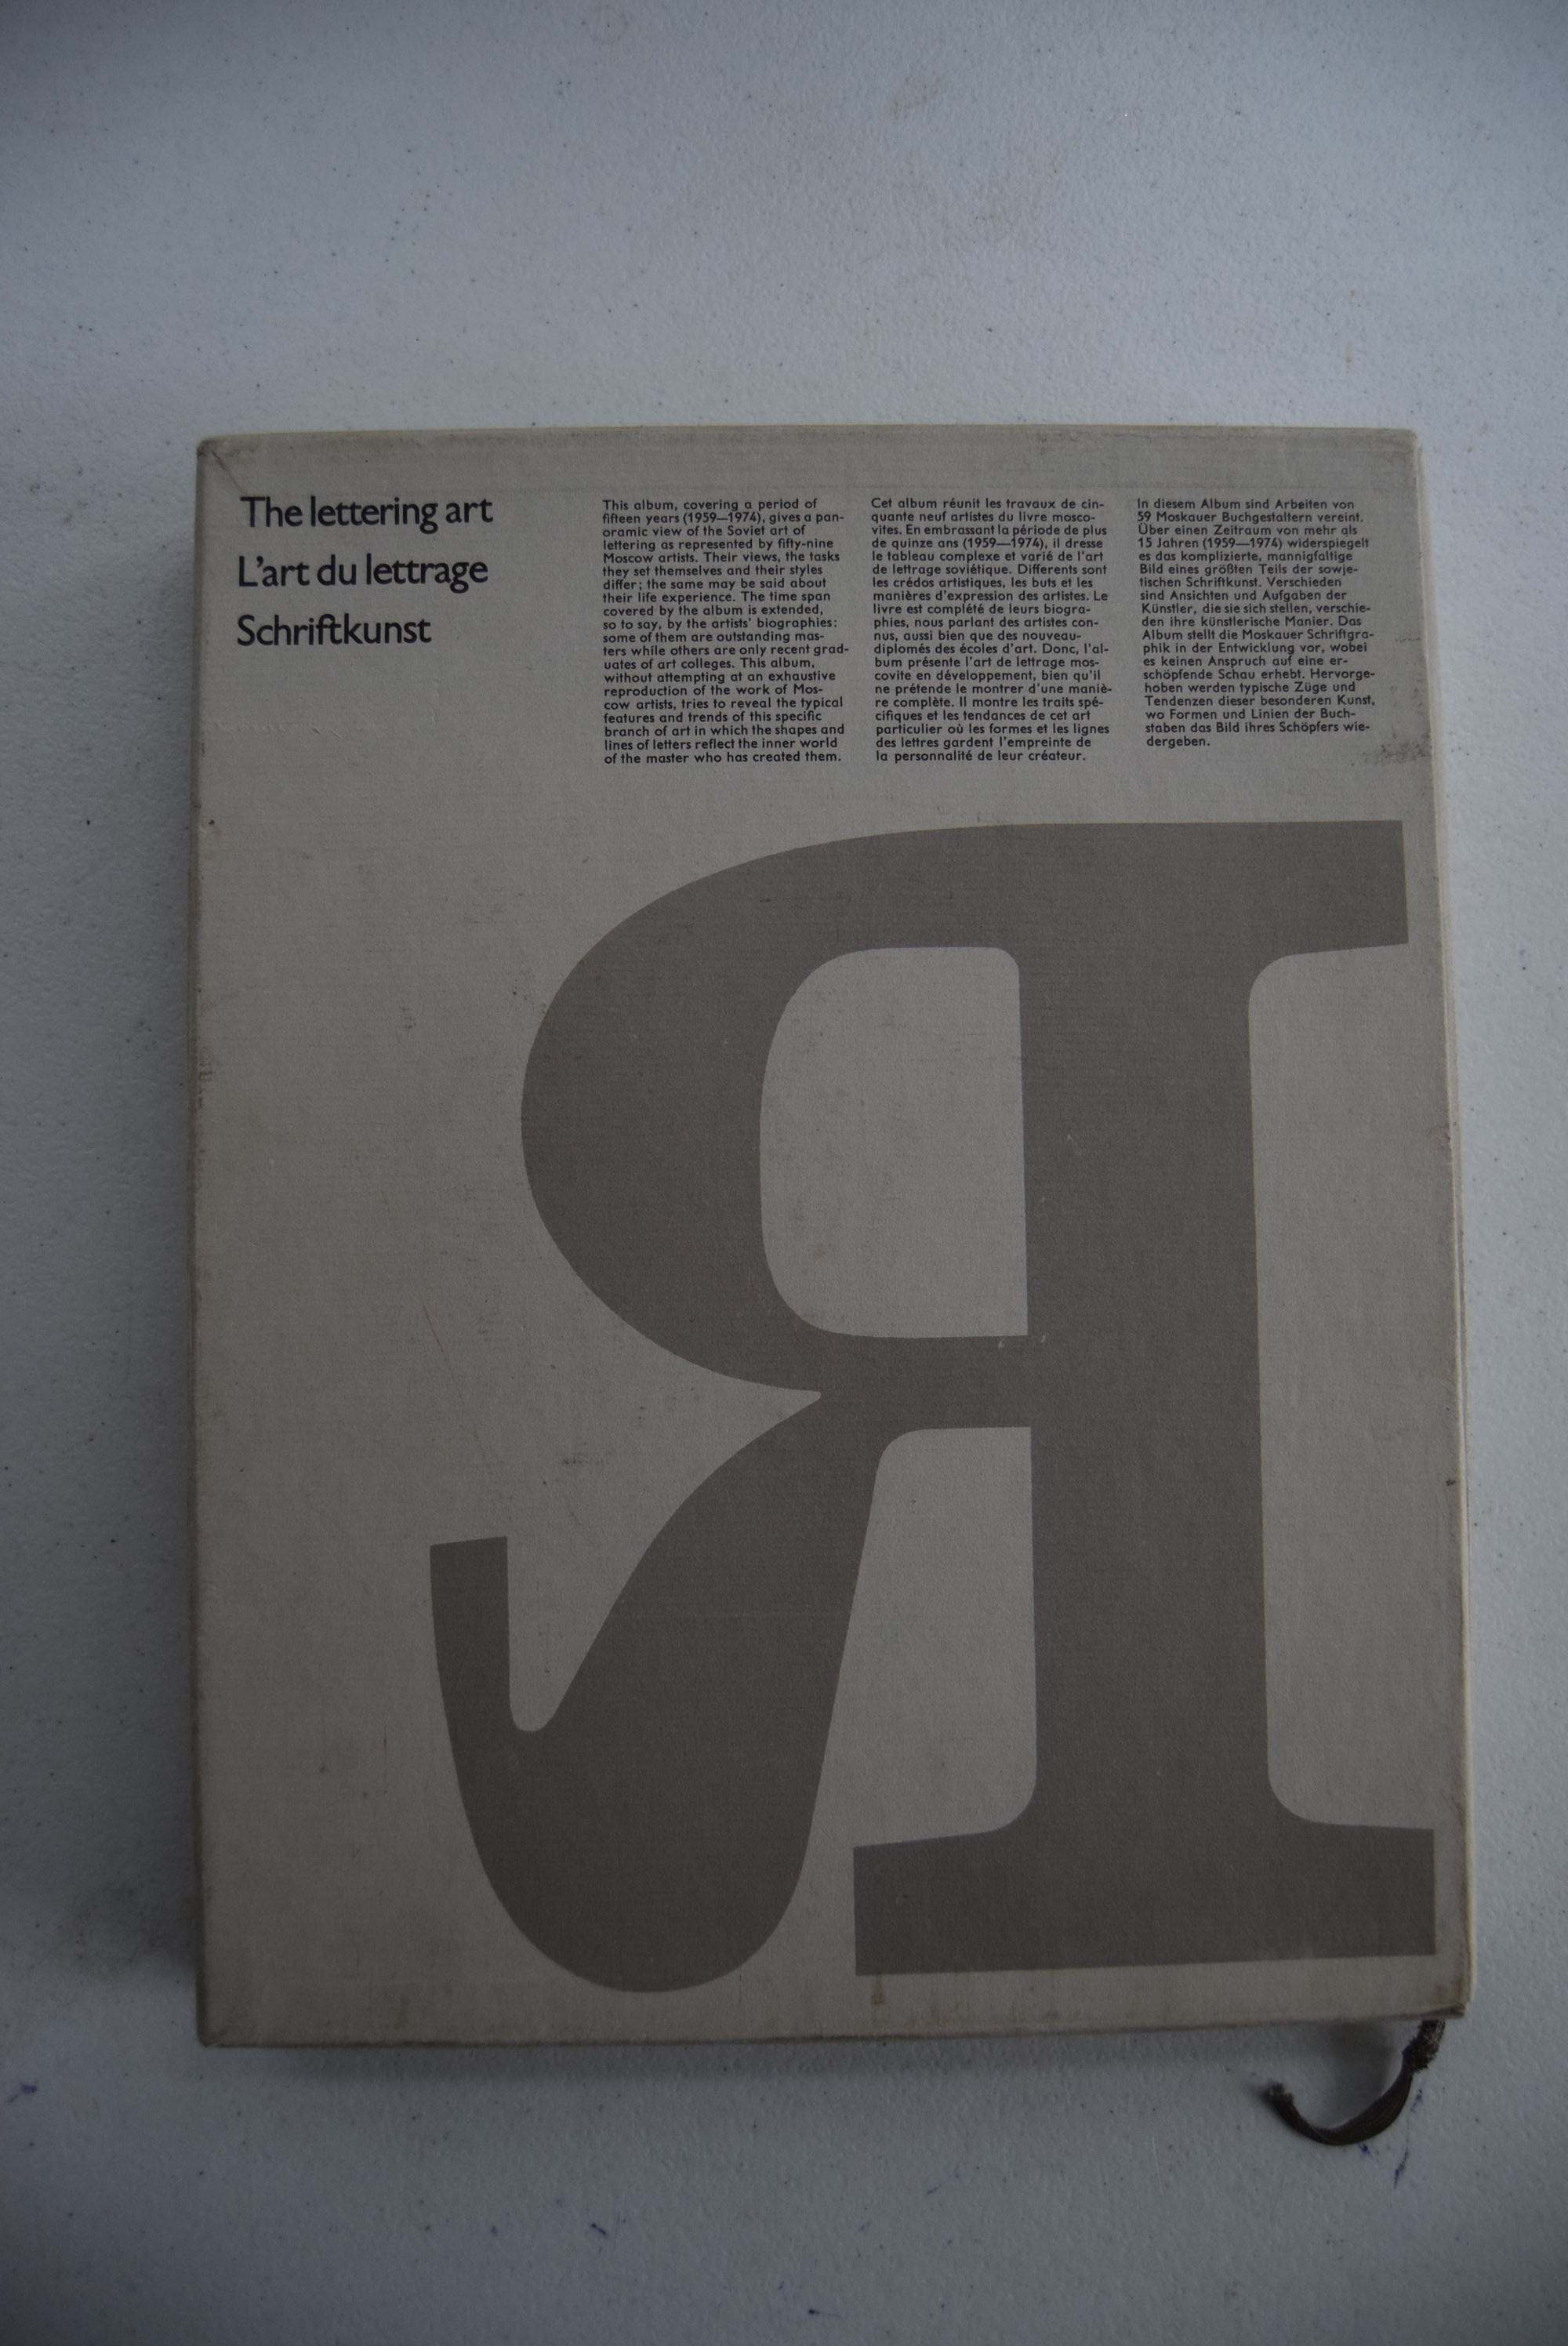 The lettering art
L'art du lettrage
Schriftkunst
This album, covering a period of
fifteen years (1959—1974), gives a pan-
oramic view of the Soviet art of
lettering as represented by fifty-nine
Moscow artists. Their views, the tasks
they set themselves and their styles
differ; the same may be said about
their life experience. The time span
covered by the album is extended,
so to say, by the artists' biographies:
some of them are outstanding mas-
ters while others are only recent grad-
uates of art colleges. This album,
without attempting at an exhaustive
reproduction of the work of Mos-
cow artists, tries to reveal the typical
features and trends of this specific
branch of art in which the shapes and
lines of letters reflect the inner world
of the master who has created them.
Cet album réunit les travaux de cin-
quante neuf artistes du livre mosco-
vites. En embrassant la période de plus
de quinze ans (1959—1974), il dresse
le tableau complexe et varié de l'art
de lettrage soviétique. Differents sont
les crédos artistiques, les buts et les
manières d'expression des artistes. Le
livre est complété de leurs biogra-
phies, nous parlant des artistes con-
nus, aussi bien que des nouveau-
diplomés des écoles d'art. Donc, l'al-
bum présente l'art de lettrage mos-
covite en développement, bien qu'il
ne prétende le montrer d'une maniè-
re complète. Il montre les traits spé-
cifiques et les tendances de cet art
particulier où les formes et les lignes
des lettres gardent l'empreinte de
la personnalité de leur créateur.
In diesem Album sind Arbeiten von
59 Moskauer Buchgestaltern vereint.
Über einen Zeitraum von mehr als
15 Jahren (1959—1974) widerspiegelt
es das komplizierte, mannigfaltige
Bild eines größten Teils der sowje-
tischen Schriftkunst. Verschieden
sind Ansichten und Aufgaben der
Künstler, die sie sich stellen, verschie-
den ihre künstlerische Manier. Das
Album stellt die Moskauer Schriftgra-
phik in der Entwicklung vor, wobei
es keinen Anspruch auf eine er-
schöpfende Schau erhebt. Hervorge-
hoben werden typische Züge und
Tendenzen dieser besonderen Kunst,
wo Formen und Linien der Buch-
staben das Bild ihres Schöpfers wie-
dergeben.
Я